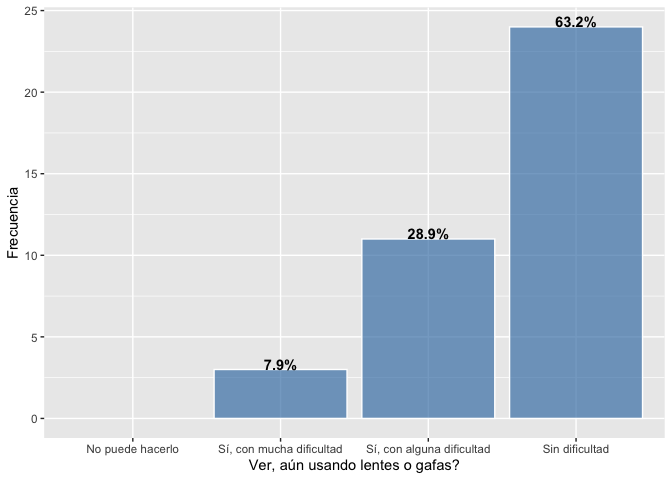 25
63.2%
20
15
28.9%
10
7.9%
5
0
Frecuencia
No puede hacerlo
Sí, con mucha dificultad
Sí, con alguna dificultad
Sin dificultad
Ver, aún usando lentes o gafas?